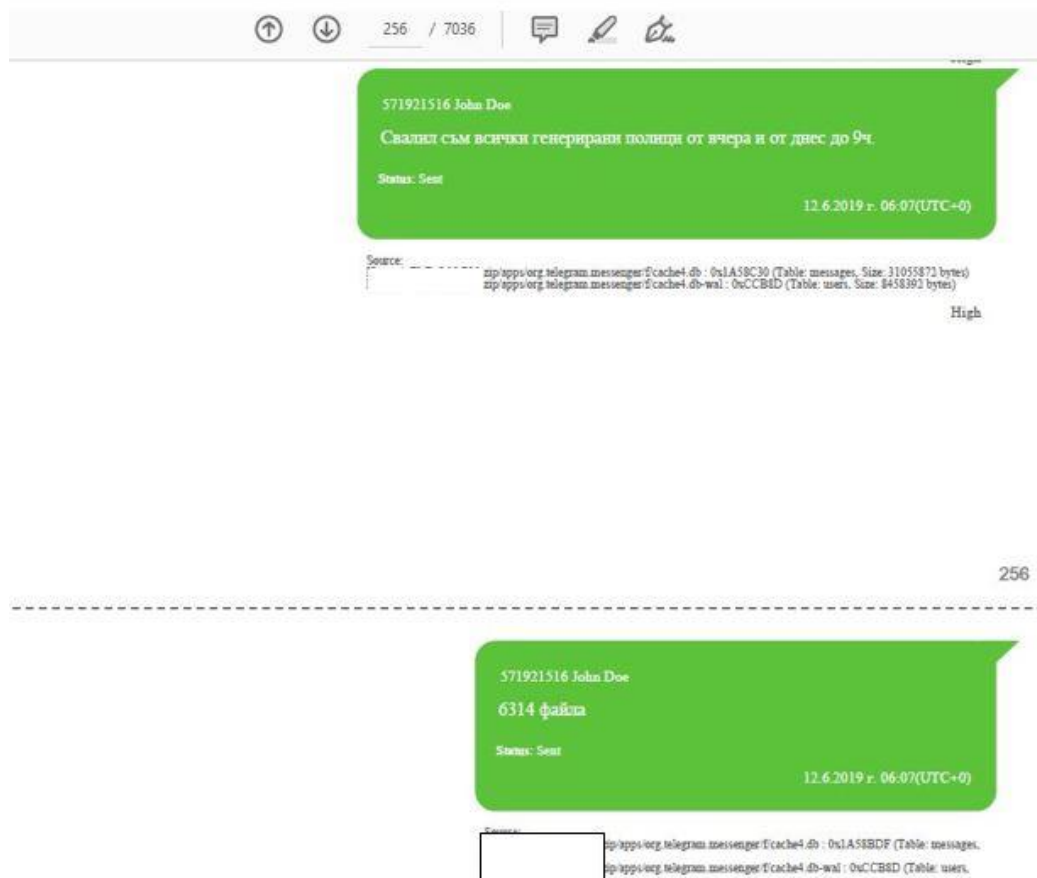 256 / 7036
571921516 John Doe
Свалил съм всички генерирани полици от вчера и от днес до 9ч.
Status: Sent
12.6.2019 г. 06:07(UTC+0)
Source:
zip/apps/org.telegram.messenger/f/cache4.db : 0x1A58C30 (Table: messages, Size: 31055872 bytes)
zip/apps/org.telegram.messenger/f/cache4.db-wal : 0xCCB8D (Table: users, Size: 8458392 bytes)
High
256
571921516 John Doe
6314 файла
Status: Sent
12.6.2019 г. 06:07(UTC+0)
zip/apps/org.telegram.messenger/f/cache4.db : 0x1A58BDF (Table: messages,
zip/apps/org.telegram.messenger/f/cache4.db-wal : 0xCCB8D (Table: users,